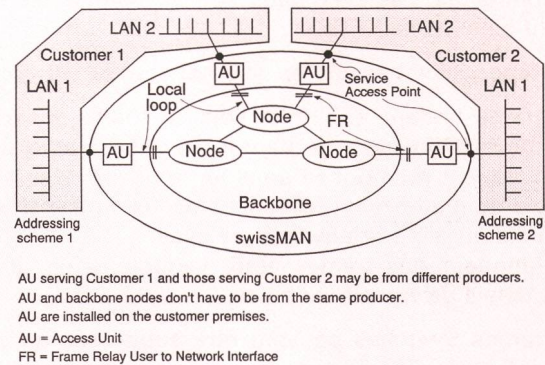 LAN 2
LAN 2
Customer 1
Customer 2
AU
AU
LAN 1
LAN 1
Service
Access Point
Local
loop
Node
FR
AU
Node
Node
AU
Backbone
Addressing
scheme 1
Addressing
scheme 2
swissMAN
AU serving Customer 1 and those serving Customer 2 may be from different producers.
AU and backbone nodes don't have to be from the same producer.
AU are installed on the customer premises.
AU = Access Unit
FR = Frame Relay User to Network Interface